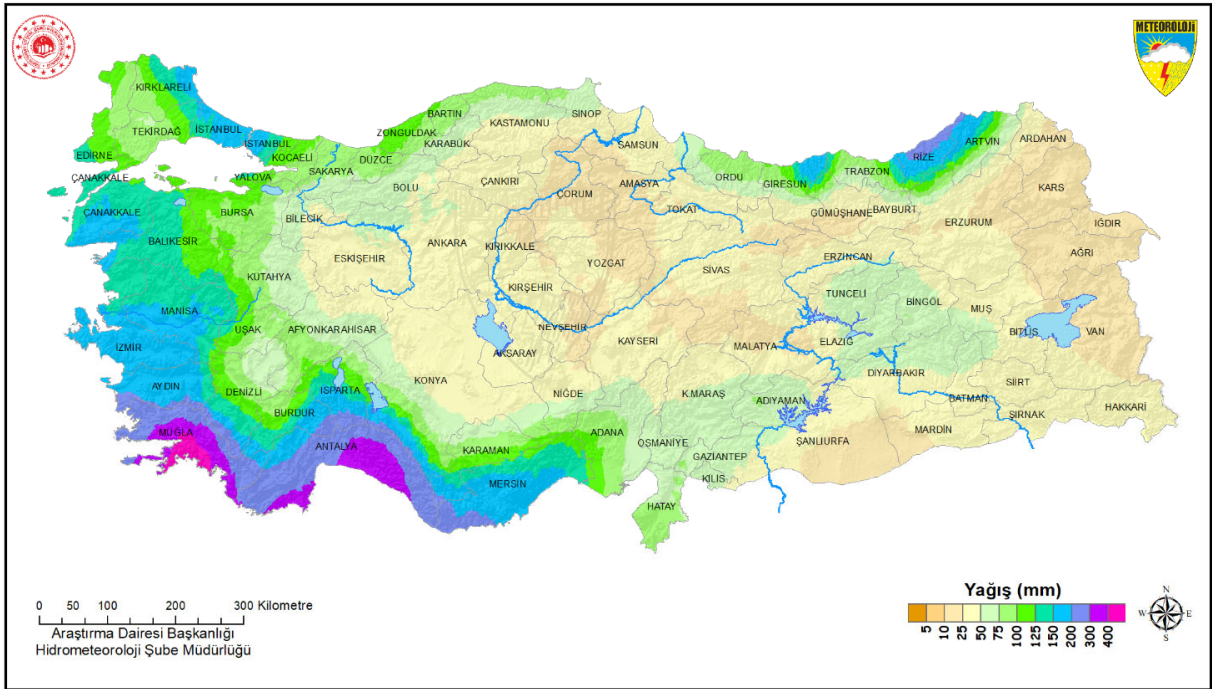 METEOROLOJİ
KIRKLARELİ
TEKİRDAĞ
İSTANBUL
İSTANBUL
EDİRNE
KOCAELİ
ÇANAKKALE
YALOVA
SAKARYA
DÜZCE
ZONGULDAK
BARTIN
KARABÜK
KASTAMONU
SİNOP
SAMSUN
ORDU
GİRESUN
TRABZON
RİZE
ARTVİN
ARDAHAN
ÇANAKKALE
BURSA
BİLECİK
BOLU
ÇANKIRI
ÇORUM
AMASYA
TOKAT
GÜMÜŞHANE
BAYBURT
ERZURUM
KARS
IĞDIR
BALIKESİR
ESKİŞEHİR
ANKARA
KIRIKKALE
YOZGAT
SİVAS
ERZİNCAN
AĞRI
KUTAHYA
KIRŞEHİR
TUNCELİ
BİNGÖL
MUŞ
MANİSA
UŞAK
AFYONKARAHİSAR
NEVŞEHİR
KAYSERİ
MALATYA
ELAZIĞ
BİTLİS
VAN
İZMİR
AKSARAY
AYDIN
DENİZLİ
ISPARTA
KONYA
NİĞDE
K.MARAŞ
ADIYAMAN
DİYARBAKIR
BATMAN
SİİRT
ŞIRNAK
HAKKARİ
BURDUR
MUĞLA
ANTALYA
KARAMAN
ADANA
OSMANİYE
GAZİANTEP
ŞANLIURFA
MARDİN
MERSİN
KİLİS
HATAY
0 50 100 200 300 Kilometre
Araştırma Dairesi Başkanlığı
Hidrometeoroloji Şube Müdürlüğü
Yağış (mm)
5 10 25 50 75 100 125 150 200 300 400
N
W E
S